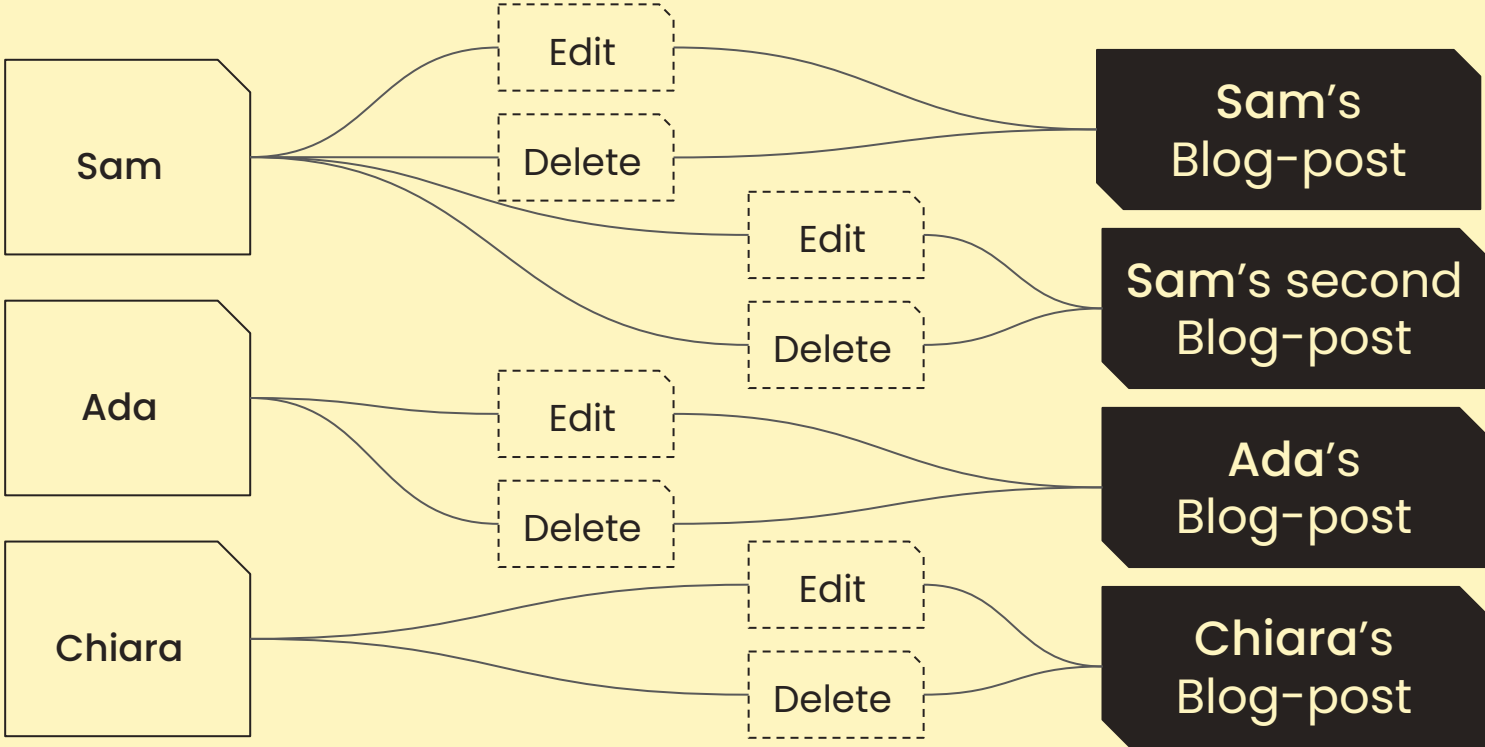 Sam
Ada
Chiara
Edit
Delete
Edit
Delete
Edit
Delete
Edit
Delete
Sam’s
Blog-post
Sam’s second
Blog-post
Ada’s
Blog-post
Chiara’s
Blog-post